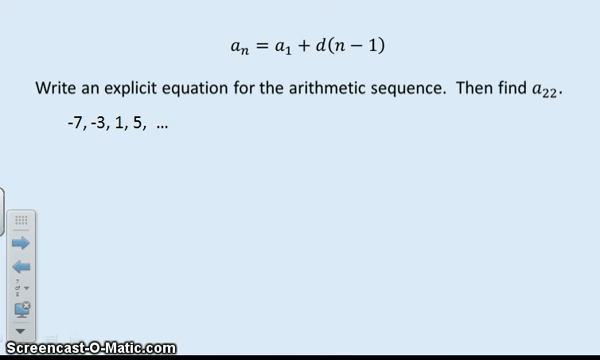 aₙ = a₁ + d(n − 1)
Write an explicit equation for the arithmetic sequence. Then find a₂₂.
-7, -3, 1, 5, ...
Screencast-O-Matic.com